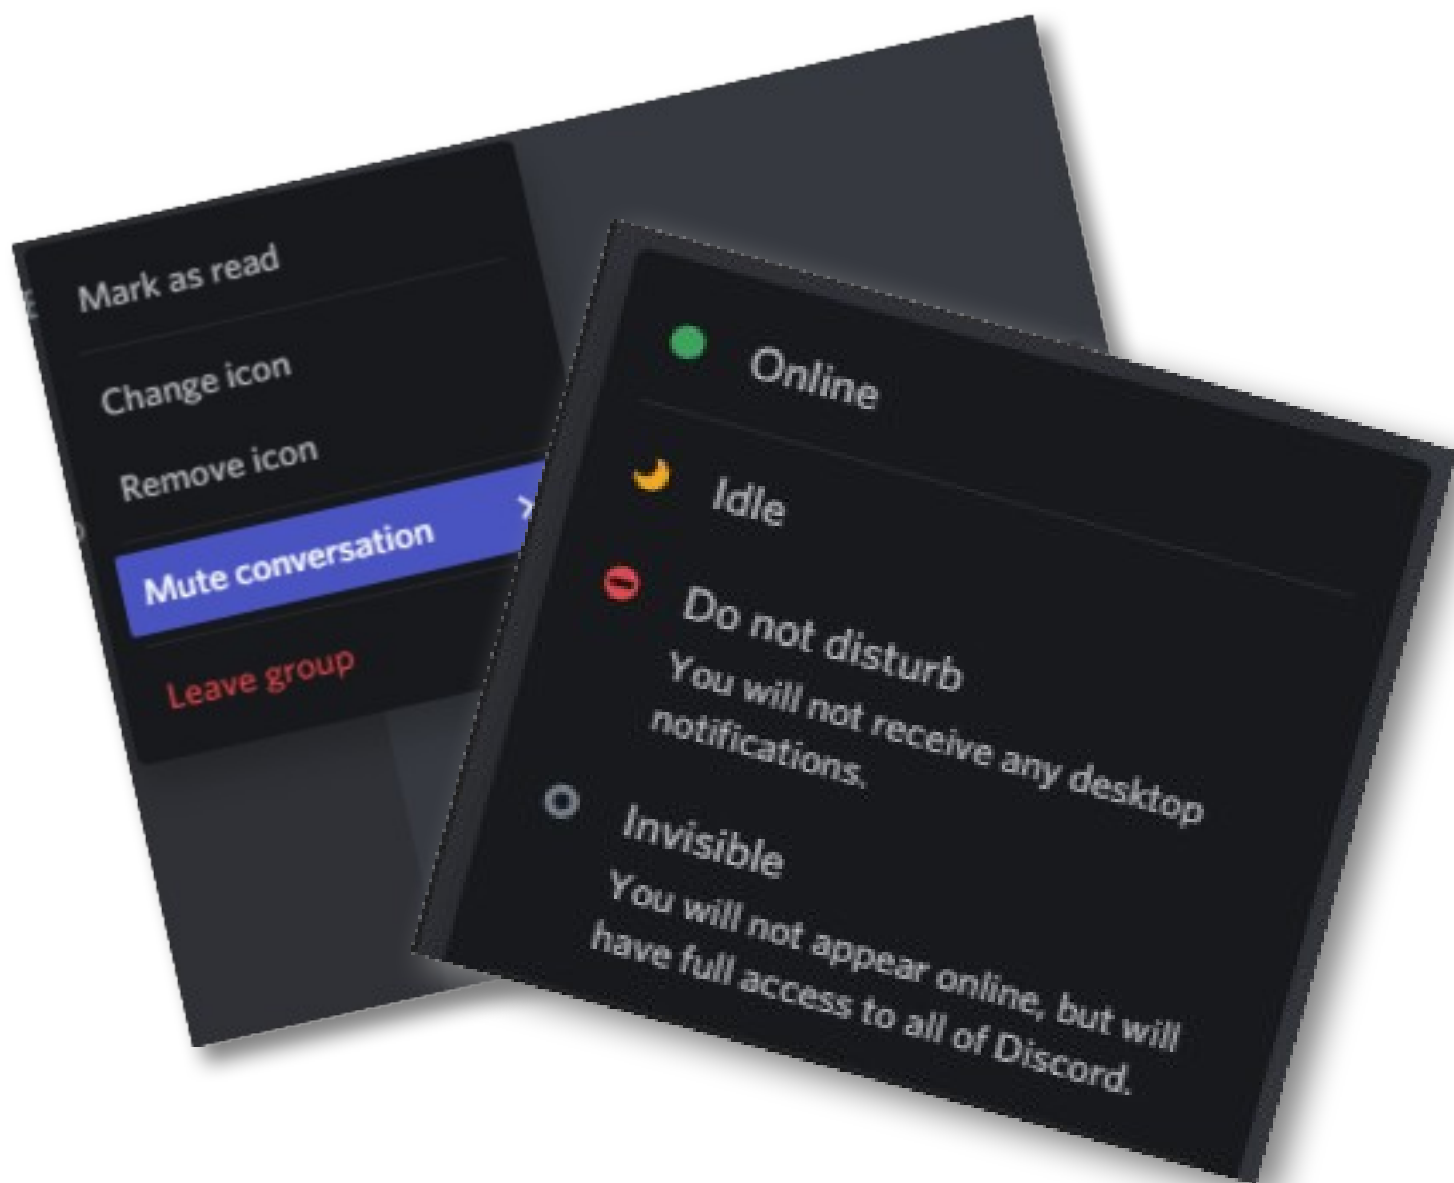 Mark as read
Change icon
Remove icon
Mute conversation
Leave group
Online
Idle
Do not disturb
You will not receive any desktop
notifications.
Invisible
You will not appear online, but will
have full access to all of Discord.